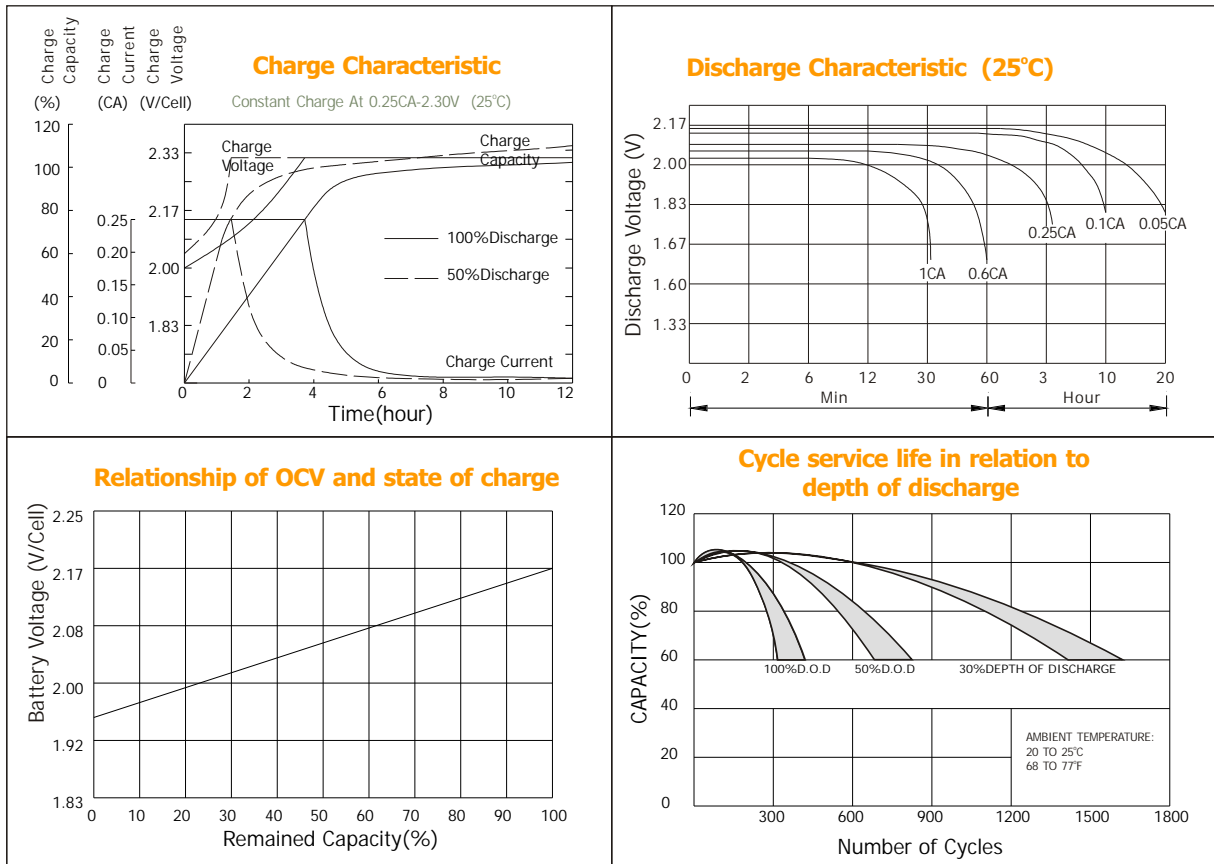 Charge Characteristic
Constant Charge At 0.25CA-2.30V (25°C)
Charge
Capacity
Charge
Current
Charge
Voltage
(%)
(CA)
(V/Cell)
120
100
80
60
40
20
0
0.25
0.20
0.15
0.10
0.05
0
2.33
2.17
2.00
1.83
Charge
Voltage
Charge
Capacity
100%Discharge
50%Discharge
Charge Current
0 2 4 6 8 10 12
Time(hour)
Discharge Characteristic (25°C)
Discharge Voltage (V)
2.17
2.00
1.83
1.67
1.60
1.33
1CA
0.6CA
0.25CA
0.1CA
0.05CA
0 2 6 12 30 60 3 10 20
Min
Hour
Relationship of OCV and state of charge
Battery Voltage (V/Cell)
2.25
2.17
2.08
2.00
1.92
1.83
0 10 20 30 40 50 60 70 80 90 100
Remained Capacity(%)
Cycle service life in relation to
depth of discharge
CAPACITY(%)
120
100
80
60
40
20
0
100%D.O.D
50%D.O.D
30%DEPTH OF DISCHARGE
AMBIENT TEMPERATURE:
20 TO 25°C
68 TO 77°F
300 600 900 1200 1500 1800
Number of Cycles